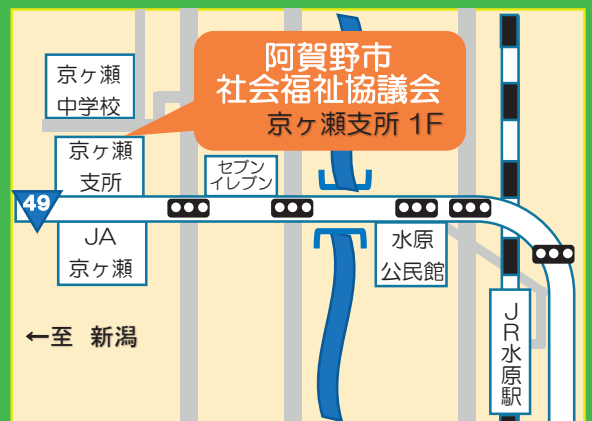 阿賀野市
社会福祉協議会
京ヶ瀬支所 1F
京ヶ瀬
中学校
京ヶ瀬
支所
セブン
イレブン
49
JA
京ヶ瀬
水原
公民館
JR水原駅
←至 新潟